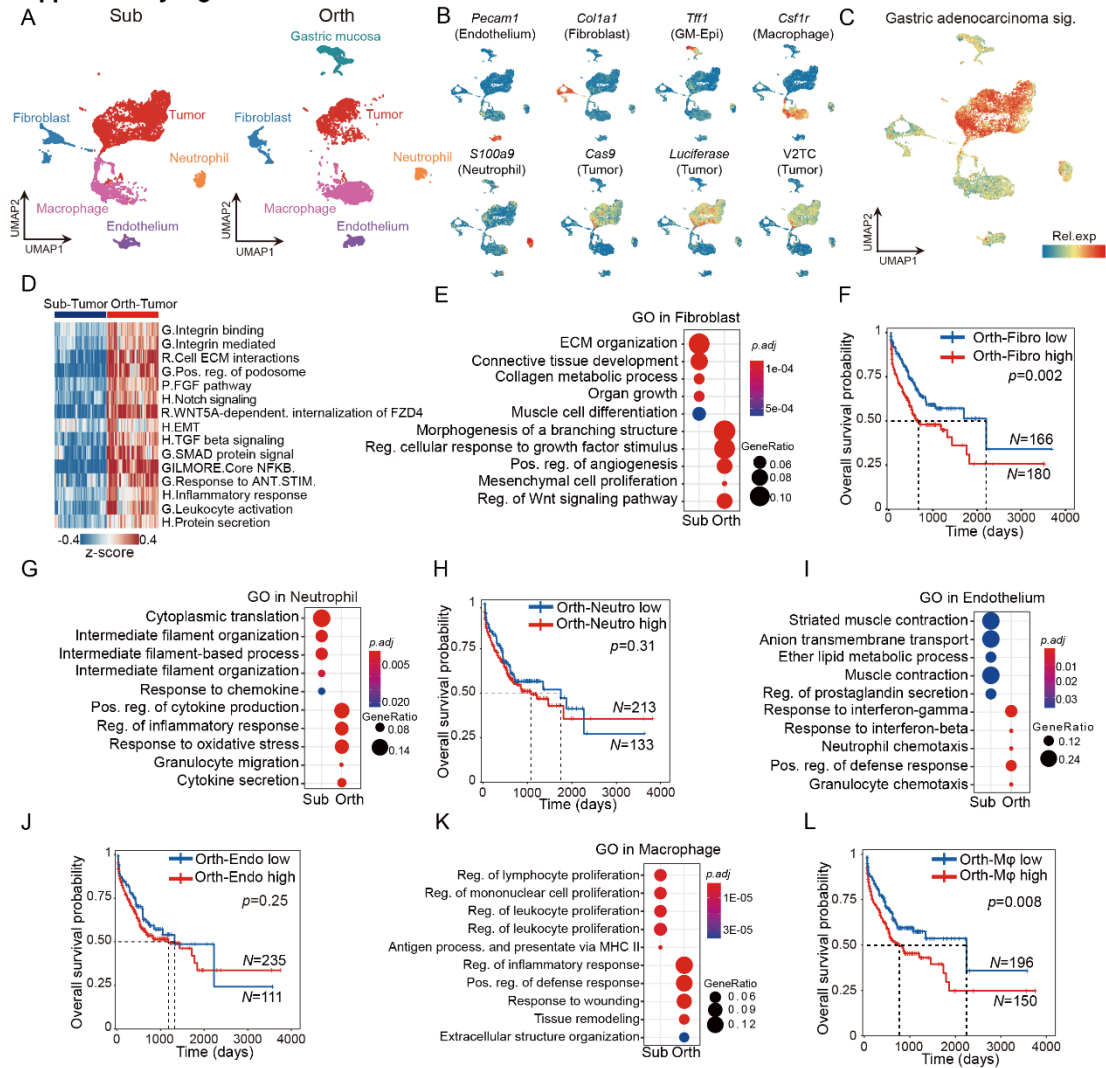 A
Sub
Orth
Gastric mucosa
Fibroblast
Tumor
Neutrophil
Macrophage
Endothelium
Fibroblast
Tumor
Neutrophil
Macrophage
Endothelium
UMAP2
UMAP1
UMAP2
UMAP1
B
Pecam1
(Endothelium)
Col1a1
(Fibroblast)
Tff1
(GM-Epi)
Csf1r
(Macrophage)
S100a9
(Neutrophil)
Cas9
(Tumor)
Luciferase
(Tumor)
V2TC
(Tumor)
C
Gastric adenocarcinoma sig.
UMAP2
UMAP1
Rel.exp
D
Sub-Tumor Orth-Tumor
G.Integrin binding
G.Integrin mediated
R.Cell ECM interactions
G.Pos. reg. of podosome
P.FGF pathway
H.Notch signaling
R.WNT5A-dependent. internalization of FZD4
H.EMT
H.TGF beta signaling
G.SMAD protein signal
GILMORE.Core NFKB.
G.Response to ANT.STIM.
H.Inflammatory response
G.Leukocyte activation
H.Protein secretion
-0.4 0.4
z-score
E
GO in Fibroblast
ECM organization
Connective tissue development
Collagen metabolic process
Organ growth
Muscle cell differentiation
Morphogenesis of a branching structure
Reg. cellular response to growth factor stimulus
Pos. reg. of angiogenesis
Mesenchymal cell proliferation
Reg. of Wnt signaling pathway
Sub Orth
p.adj
1e-04
5e-04
GeneRatio
0.06
0.08
0.10
F
Overall survival probability
1
0.75
0.50
0.25
0
0 1000 2000 3000 4000
Time (days)
Orth-Fibro low
Orth-Fibro high
p=0.002
N=166
N=180
G
GO in Neutrophil
Cytoplasmic translation
Intermediate filament organization
Intermediate filament-based process
Intermediate filament organization
Response to chemokine
Pos. reg. of cytokine production
Reg. of inflammatory response
Response to oxidative stress
Granulocyte migration
Cytokine secretion
Sub Orth
p.adj
0.005
0.020
GeneRatio
0.08
0.14
H
Overall survival probability
1
0.75
0.50
0.25
0
0 1000 2000 3000 4000
Time (days)
Orth-Neutro low
Orth-Neutro high
p=0.31
N=213
N=133
I
GO in Endothelium
Striated muscle contraction
Anion transmembrane transport
Ether lipid metabolic process
Muscle contraction
Reg. of prostaglandin secretion
Response to interferon-gamma
Response to interferon-beta
Neutrophil chemotaxis
Pos. reg. of defense response
Granulocyte chemotaxis
Sub Orth
p.adj
0.01
0.02
0.03
GeneRatio
0.12
0.24
J
Overall survival probability
1
0.75
0.50
0.25
0
0 1000 2000 3000 4000
Time (days)
Orth-Endo low
Orth-Endo high
p=0.25
N=235
N=111
K
GO in Macrophage
Reg. of lymphocyte proliferation
Reg. of mononuclear cell proliferation
Reg. of leukocyte proliferation
Reg. of leukocyte proliferation
Antigen process. and presentate via MHC II
Reg. of inflammatory response
Pos. reg. of defense response
Response to wounding
Tissue remodeling
Extracellular structure organization
Sub Orth
p.adj
1E-05
3E-05
GeneRatio
0.06
0.09
0.12
L
Overall survival probability
1
0.75
0.50
0.25
0
0 1000 2000 3000 4000
Time (days)
Orth-Mφ low
Orth-Mφ high
p=0.008
N=196
N=150